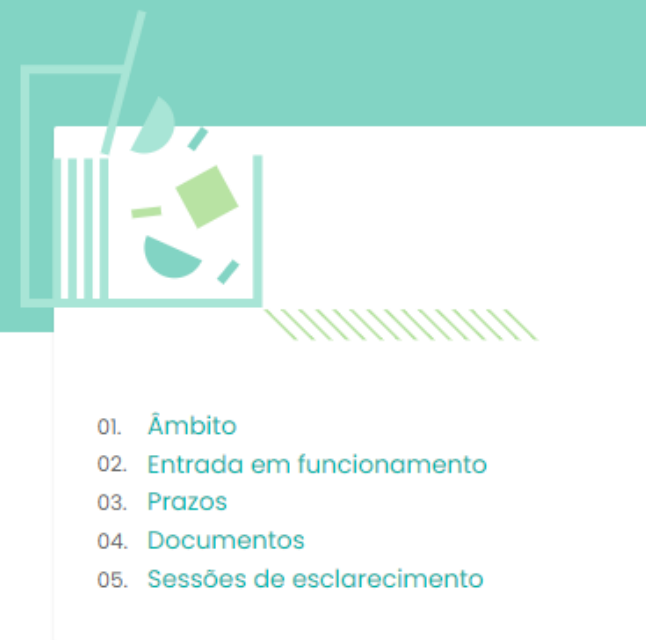 01. Âmbito
02. Entrada em funcionamento
03. Prazos
04. Documentos
05. Sessões de esclarecimento